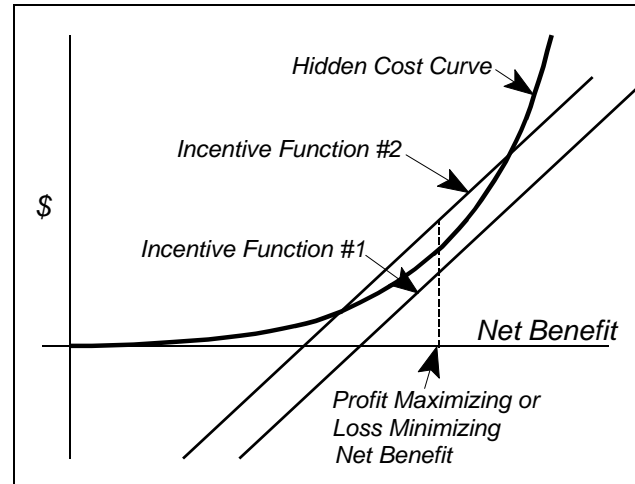 Hidden Cost Curve
Incentive Function #2
$
Incentive Function #1
Net Benefit
Profit Maximizing or
Loss Minimizing
Net Benefit